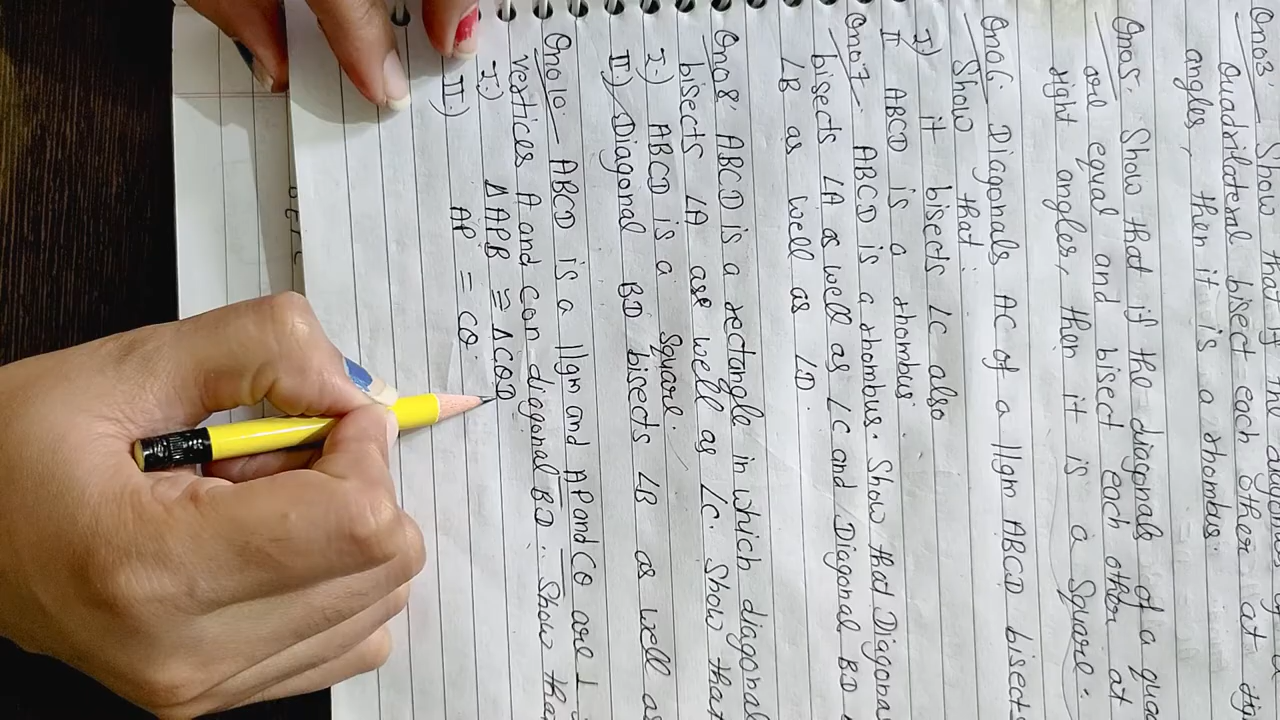 Qno3. Show that if the diagonals of a
Quadrilateral bisect each other at
angles, then it is a rhombus.
Qno5. Show that if the diagonals of a qua
are equal and bisect each other at
right angles, then it is a Square.
Qno6. Diagonals AC of a llgm ABCD bisects
Show that:
I) it bisects ∠C also
II ABCD is a rhombus
Qno7. ABCD is a rhombus. Show that Diagona
bisects ∠A as well as ∠C and Diagonal BD
∠B as well as ∠D.
Qno8. ABCD is a rectangle in which diagonal
bisects ∠A ase well as ∠C. Show that
I.) ABCD is a Square.
II) Diagonal BD bisects ∠B as well as
Qno10 - ABCD is a llgm and AP and CQ are ⊥
vertices A and C on diagonal BD. Show that
I.) ΔAPB ≅ ΔCQD
II.) AP = CQ